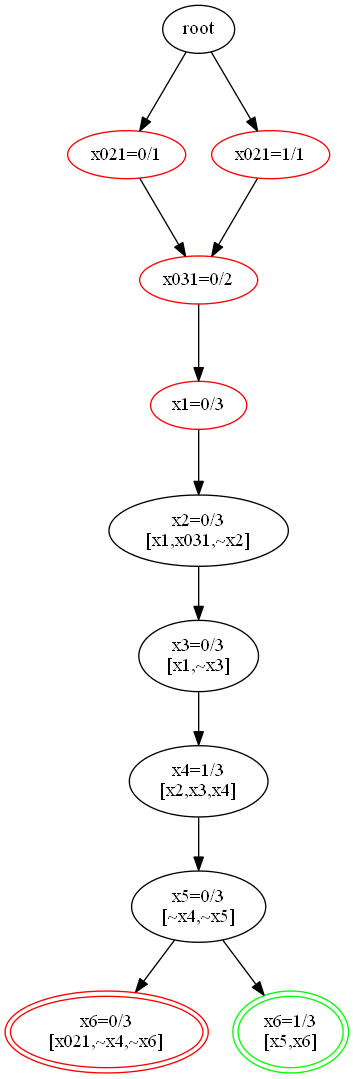 root
x021=0/1
x021=1/1
x031=0/2
x1=0/3
x2=0/3
[x1,x031,~x2]
x3=0/3
[x1,~x3]
x4=1/3
[x2,x3,x4]
x5=0/3
[~x4,~x5]
x6=0/3
[x021,~x4,~x6]
x6=1/3
[x5,x6]